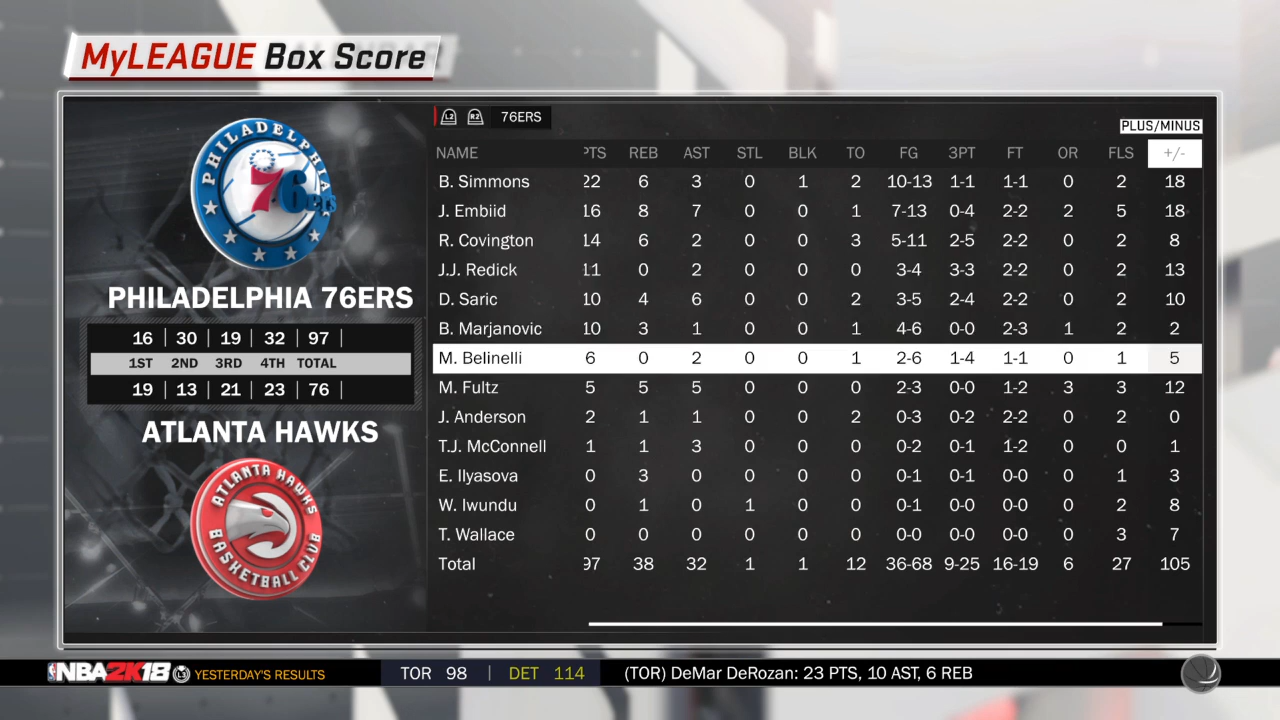 MyLEAGUE Box Score
L2 R2 76ERS
PLUS/MINUS
NAME PTS REB AST STL BLK TO FG 3PT FT OR FLS +/-
B. Simmons 22 6 3 0 1 2 10-13 1-1 1-1 0 2 18
J. Embiid 16 8 7 0 0 1 7-13 0-4 2-2 2 5 18
R. Covington 14 6 2 0 0 3 5-11 2-5 2-2 0 2 8
J.J. Redick 11 0 2 0 0 0 3-4 3-3 2-2 0 2 13
D. Saric 10 4 6 0 0 2 3-5 2-4 2-2 0 2 10
B. Marjanovic 10 3 1 0 0 1 4-6 0-0 2-3 1 2 2
M. Belinelli 6 0 2 0 0 1 2-6 1-4 1-1 0 1 5
M. Fultz 5 5 5 0 0 0 2-3 0-0 1-2 3 3 12
J. Anderson 2 1 1 0 0 2 0-3 0-2 2-2 0 2 0
T.J. McConnell 1 1 3 0 0 0 0-2 0-1 1-2 0 0 1
E. Ilyasova 0 3 0 0 0 0 0-1 0-1 0-0 0 1 3
W. Iwundu 0 1 0 1 0 0 0-1 0-0 0-0 0 2 8
T. Wallace 0 0 0 0 0 0 0-0 0-0 0-0 0 3 7
Total 97 38 32 1 1 12 36-68 9-25 16-19 6 27 105
PHILADELPHIA
76ers
PHILADELPHIA 76ERS
16 | 30 | 19 | 32 | 97 |
1ST 2ND 3RD 4TH TOTAL
19 | 13 | 21 | 23 | 76 |
ATLANTA HAWKS
ATLANTA HAWKS
BASKETBALL CLUB
NBA 2K18 YESTERDAY'S RESULTS TOR 98 | DET 114 (TOR) DeMar DeRozan: 23 PTS, 10 AST, 6 REB